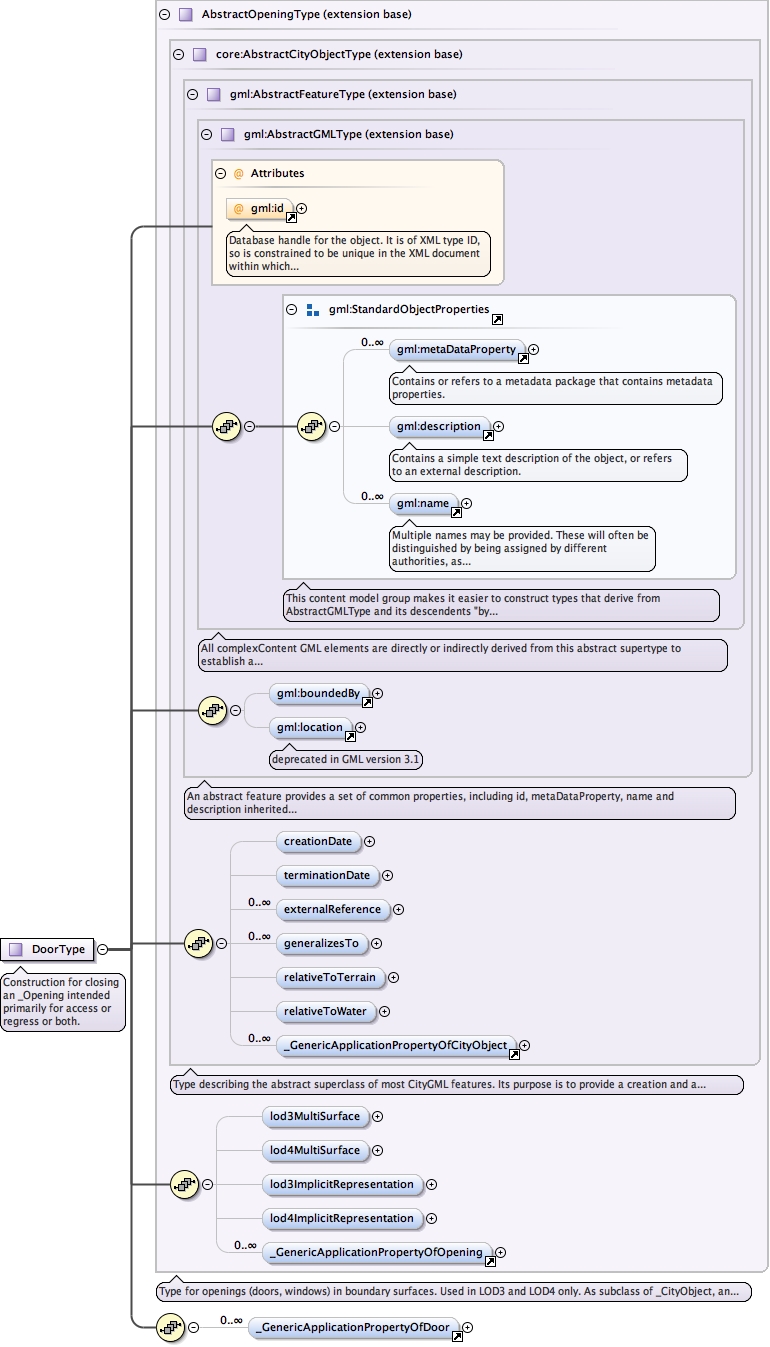 AbstractOpeningType (extension base)
core:AbstractCityObjectType (extension base)
gml:AbstractFeatureType (extension base)
gml:AbstractGMLType (extension base)
@ Attributes
@ gml:id
Database handle for the object. It is of XML type ID,
so is constrained to be unique in the XML document
within which...
gml:StandardObjectProperties
0..∞
gml:metaDataProperty
Contains or refers to a metadata package that contains metadata
properties.
gml:description
Contains a simple text description of the object, or refers
to an external description.
0..∞
gml:name
Multiple names may be provided. These will often be
distinguished by being assigned by different
authorities, as...
This content model group makes it easier to construct types that derive from
AbstractGMLType and its descendents "by...
All complexContent GML elements are directly or indirectly derived from this abstract supertype to
establish a...
gml:boundedBy
gml:location
deprecated in GML version 3.1
An abstract feature provides a set of common properties, including id, metaDataProperty, name and
description inherited...
creationDate
terminationDate
0..∞
externalReference
0..∞
generalizesTo
DoorType
Construction for closing
an _Opening intended
primarily for access or
regress or both.
relativeToTerrain
relativeToWater
0..∞
_GenericApplicationPropertyOfCityObject
Type describing the abstract superclass of most CityGML features. Its purpose is to provide a creation and a...
lod3MultiSurface
lod4MultiSurface
lod3ImplicitRepresentation
lod4ImplicitRepresentation
0..∞
_GenericApplicationPropertyOfOpening
Type for openings (doors, windows) in boundary surfaces. Used in LOD3 and LOD4 only. As subclass of _CityObject, an...
0..∞
_GenericApplicationPropertyOfDoor